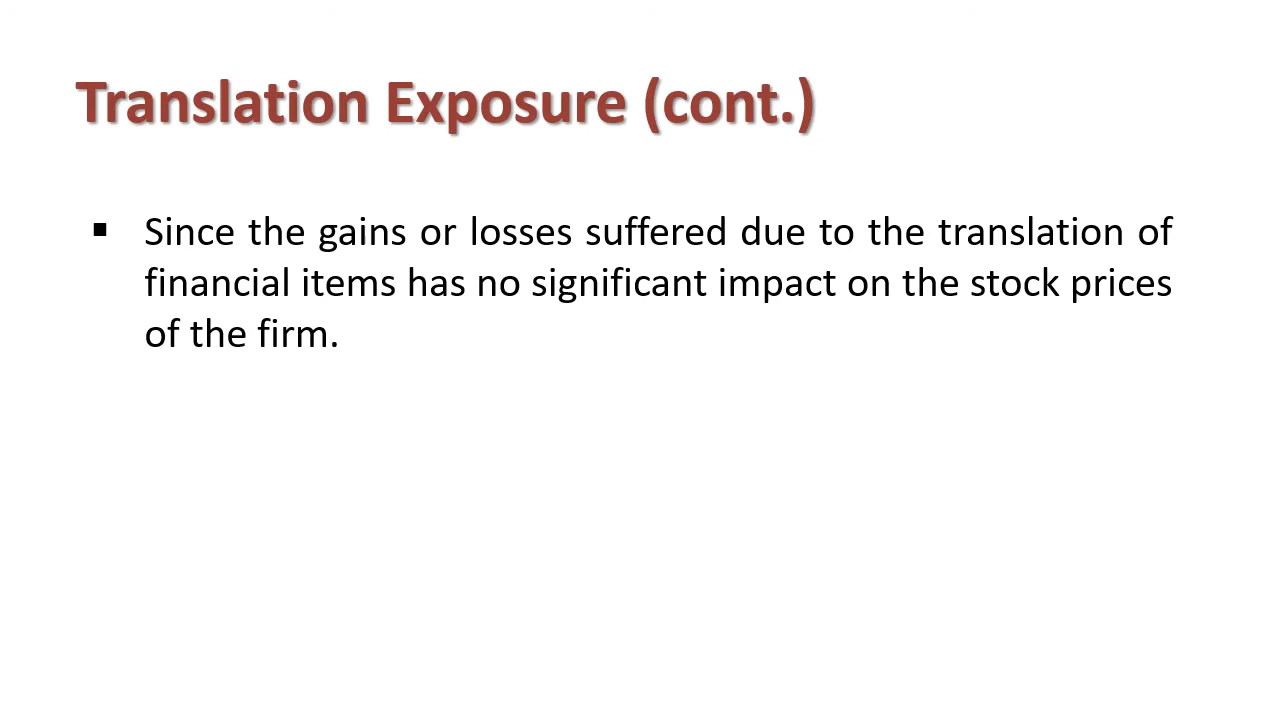 Translation Exposure (cont.)
▪ Since the gains or losses suffered due to the translation of
financial items has no significant impact on the stock prices
of the firm.